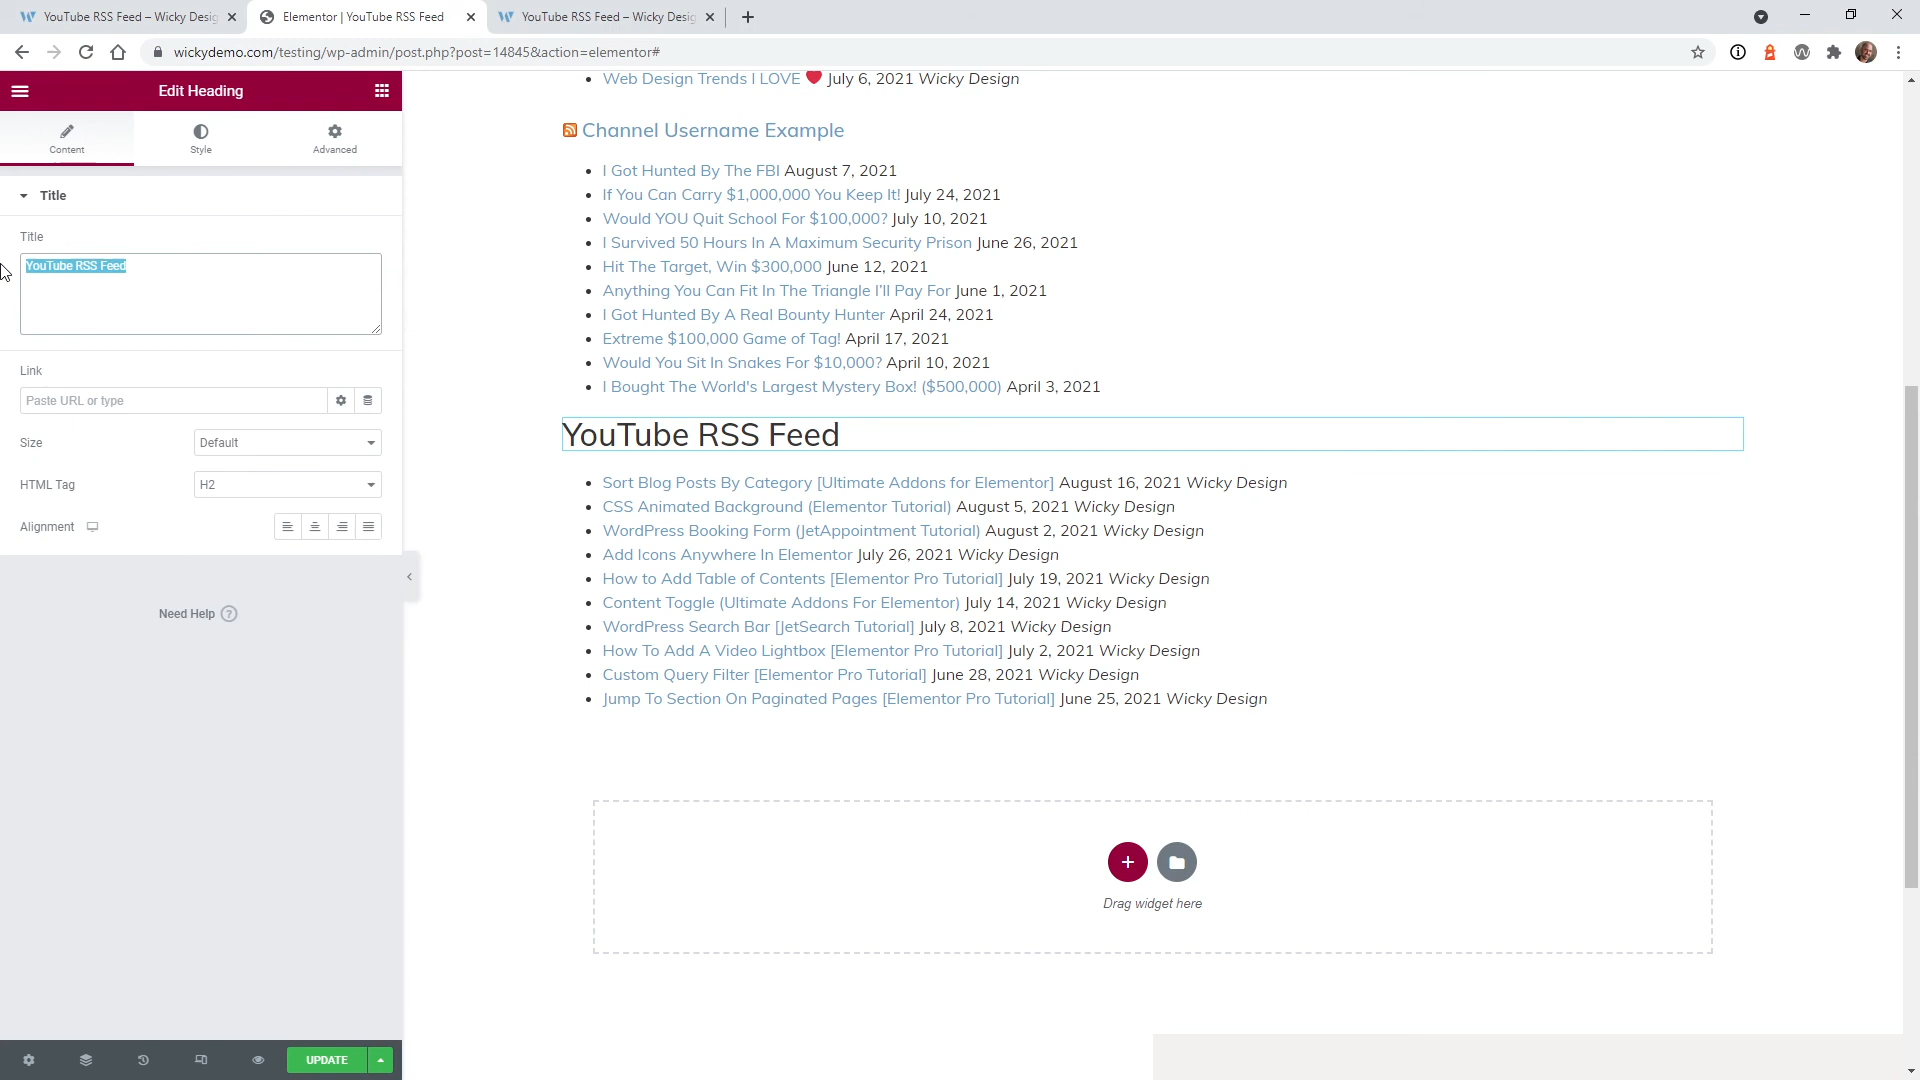 YouTube RSS Feed – Wicky Desig
Elementor | YouTube RSS Feed
YouTube RSS Feed – Wicky Desig
wickydemo.com/testing/wp-admin/post.php?post=14845&action=elementor#
Edit Heading
Content
Style
Advanced
Title
Title
YouTube RSS Feed
Link
Paste URL or type
Size
Default
HTML Tag
H2
Alignment
Need Help
UPDATE
Web Design Trends I LOVE ❤ July 6, 2021 Wicky Design
Channel Username Example
I Got Hunted By The FBI August 7, 2021
If You Can Carry $1,000,000 You Keep It! July 24, 2021
Would YOU Quit School For $100,000? July 10, 2021
I Survived 50 Hours In A Maximum Security Prison June 26, 2021
Hit The Target, Win $300,000 June 12, 2021
Anything You Can Fit In The Triangle I'll Pay For June 1, 2021
I Got Hunted By A Real Bounty Hunter April 24, 2021
Extreme $100,000 Game of Tag! April 17, 2021
Would You Sit In Snakes For $10,000? April 10, 2021
I Bought The World's Largest Mystery Box! ($500,000) April 3, 2021
YouTube RSS Feed
Sort Blog Posts By Category [Ultimate Addons for Elementor] August 16, 2021 Wicky Design
CSS Animated Background (Elementor Tutorial) August 5, 2021 Wicky Design
WordPress Booking Form (JetAppointment Tutorial) August 2, 2021 Wicky Design
Add Icons Anywhere In Elementor July 26, 2021 Wicky Design
How to Add Table of Contents [Elementor Pro Tutorial] July 19, 2021 Wicky Design
Content Toggle (Ultimate Addons For Elementor) July 14, 2021 Wicky Design
WordPress Search Bar [JetSearch Tutorial] July 8, 2021 Wicky Design
How To Add A Video Lightbox [Elementor Pro Tutorial] July 2, 2021 Wicky Design
Custom Query Filter [Elementor Pro Tutorial] June 28, 2021 Wicky Design
Jump To Section On Paginated Pages [Elementor Pro Tutorial] June 25, 2021 Wicky Design
Drag widget here